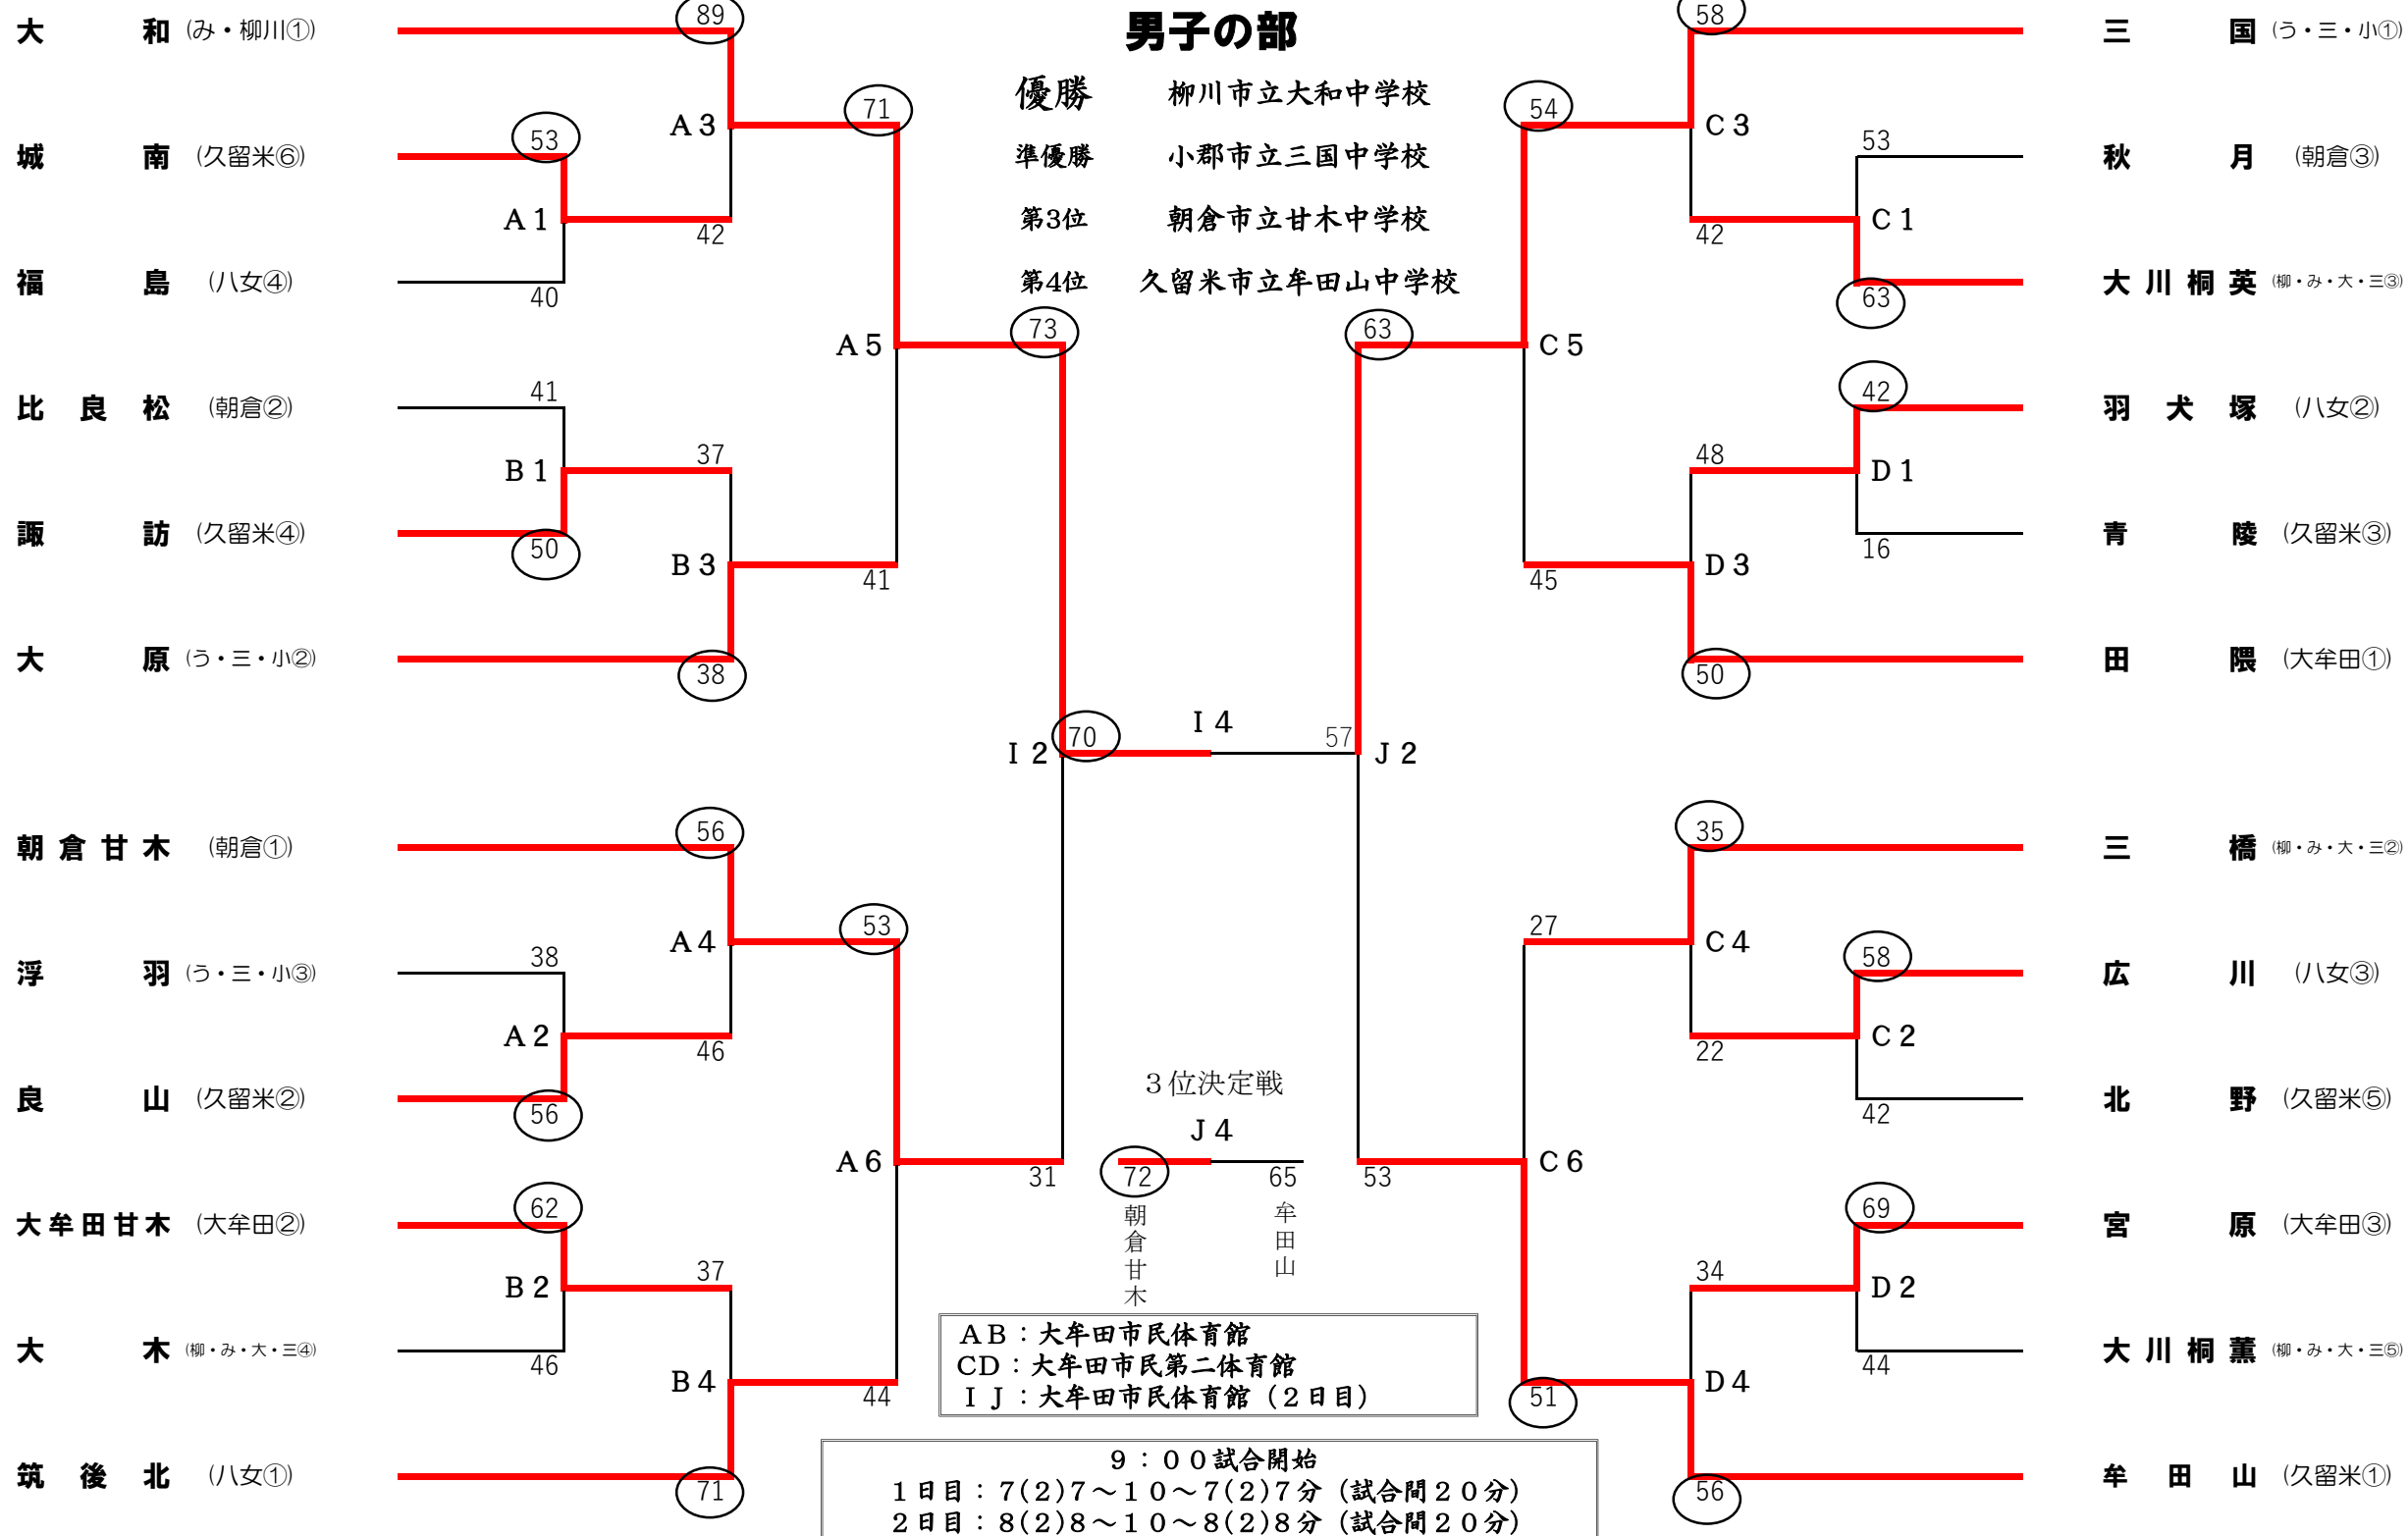 男子の部
優勝 柳川市立大和中学校
準優勝 小郡市立三国中学校
第3位 朝倉市立甘木中学校
第4位 久留米市立牟田山中学校
大和 (み・柳川①)
89
城南 (久留米⑥)
53
A1
A3
福島 (八女④)
40
42
71
比良松 (朝倉②)
41
B1
諏訪 (久留米④)
50
37
B3
大原 (う・三・小②)
38
41
A5
73
朝倉甘木 (朝倉①)
56
浮羽 (う・三・小③)
38
A2
A4
良山 (久留米②)
56
46
53
大牟田甘木 (大牟田②)
62
B2
大木 (柳・み・大・三④)
46
37
B4
筑後北 (八女①)
71
44
A6
31
I2
70
I4
57
J2
三国 (う・三・小①)
58
秋月 (朝倉③)
53
C1
C3
大川桐英 (柳・み・大・三③)
63
42
54
羽犬塚 (八女②)
42
D1
青陵 (久留米③)
16
48
D3
田隈 (大牟田①)
50
45
C5
63
三橋 (柳・み・大・三②)
35
広川 (八女③)
58
C2
C4
北野 (久留米⑤)
42
22
27
宮原 (大牟田③)
69
D2
大川桐薫 (柳・み・大・三⑤)
44
34
D4
牟田山 (久留米①)
56
51
C6
53
3位決定戦
J4
72 65
朝倉甘木
牟田山
AB：大牟田市民体育館
CD：大牟田市民第二体育館
IJ：大牟田市民体育館（2日目）
9：00試合開始
1日目：7(2)7～10～7(2)7分（試合間20分）
2日目：8(2)8～10～8(2)8分（試合間20分）